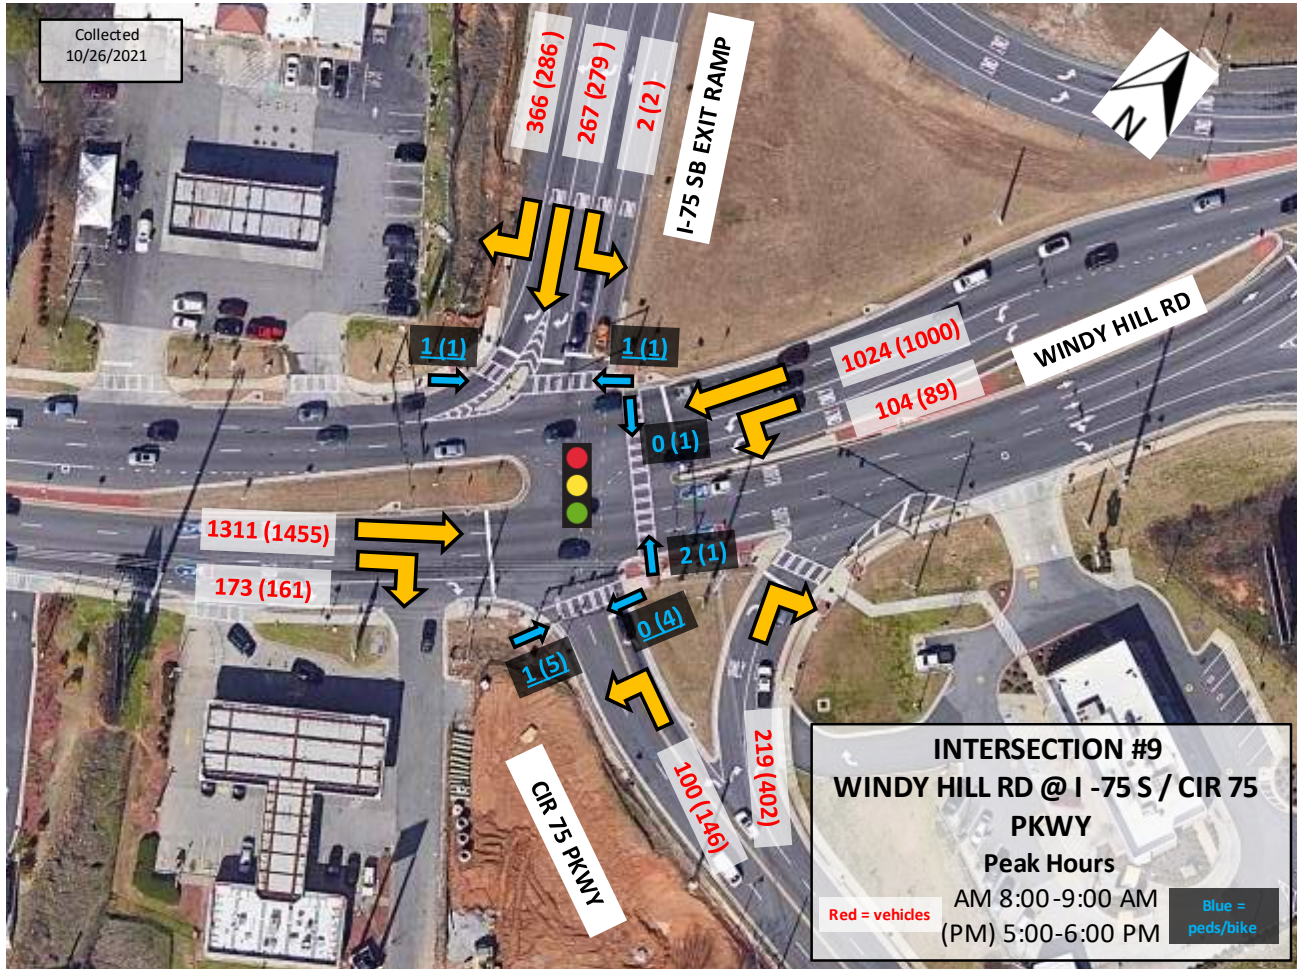 Collected
10/26/2021
366 (286 )
267 (279)
2 (2 )
I-75 SB EXIT RAMP
N
WINDY HILL RD
1024 (1000)
104 (89)
1 (1)
1 (1)
0 (1)
1311 (1455)
173 (161)
2 (1)
0 (4)
1 (5)
CIR 75 PKWY
100 (146)
219 (402)
INTERSECTION #9
WINDY HILL RD @ I -75 S / CIR 75
PKWY
Peak Hours
AM 8:00-9:00 AM
(PM) 5:00-6:00 PM
Red = vehicles
Blue =
peds/bike